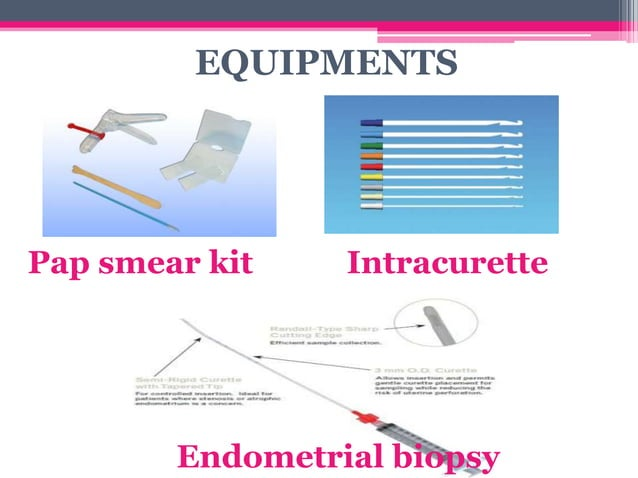 EQUIPMENTS
Pap smear kit
Intracurette
Randall-Type Sharp
Cutting Edge
Efficient sample collection.
3 mm O.D. Curette
Allows insertion and permits
gentle curette placement for
sampling while reducing the
risk of uterine perforation.
Semi-Rigid Curette
with Tapered Tip
For controlled insertion. Ideal for
patients where stenosis or atrophic
endometrium is a concern.
Endometrial biopsy